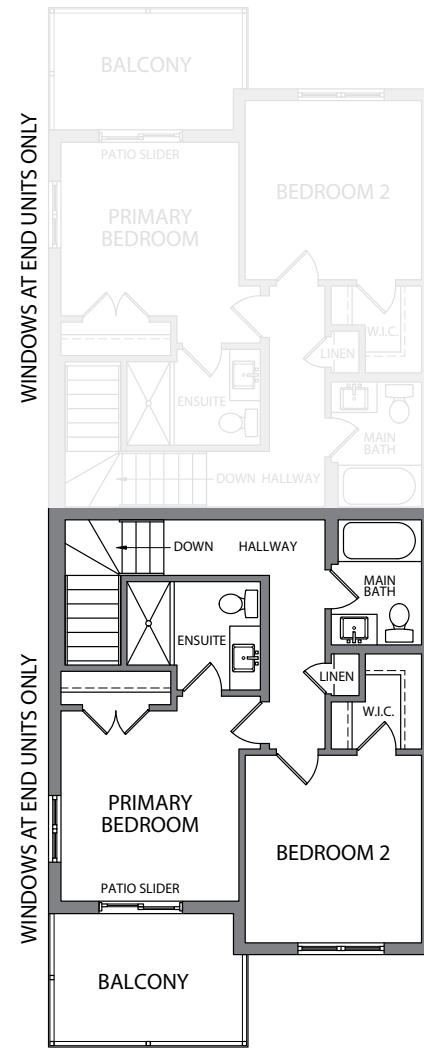 BALCONY
PATIO SLIDER
WINDOWS AT END UNITS ONLY
PRIMARY
BEDROOM
BEDROOM 2
W.I.C.
LINEN
ENSUITE
MAIN
BATH
DOWN HALLWAY
DOWN HALLWAY
MAIN
BATH
ENSUITE
LINEN
W.I.C.
WINDOWS AT END UNITS ONLY
PRIMARY
BEDROOM
BEDROOM 2
PATIO SLIDER
BALCONY